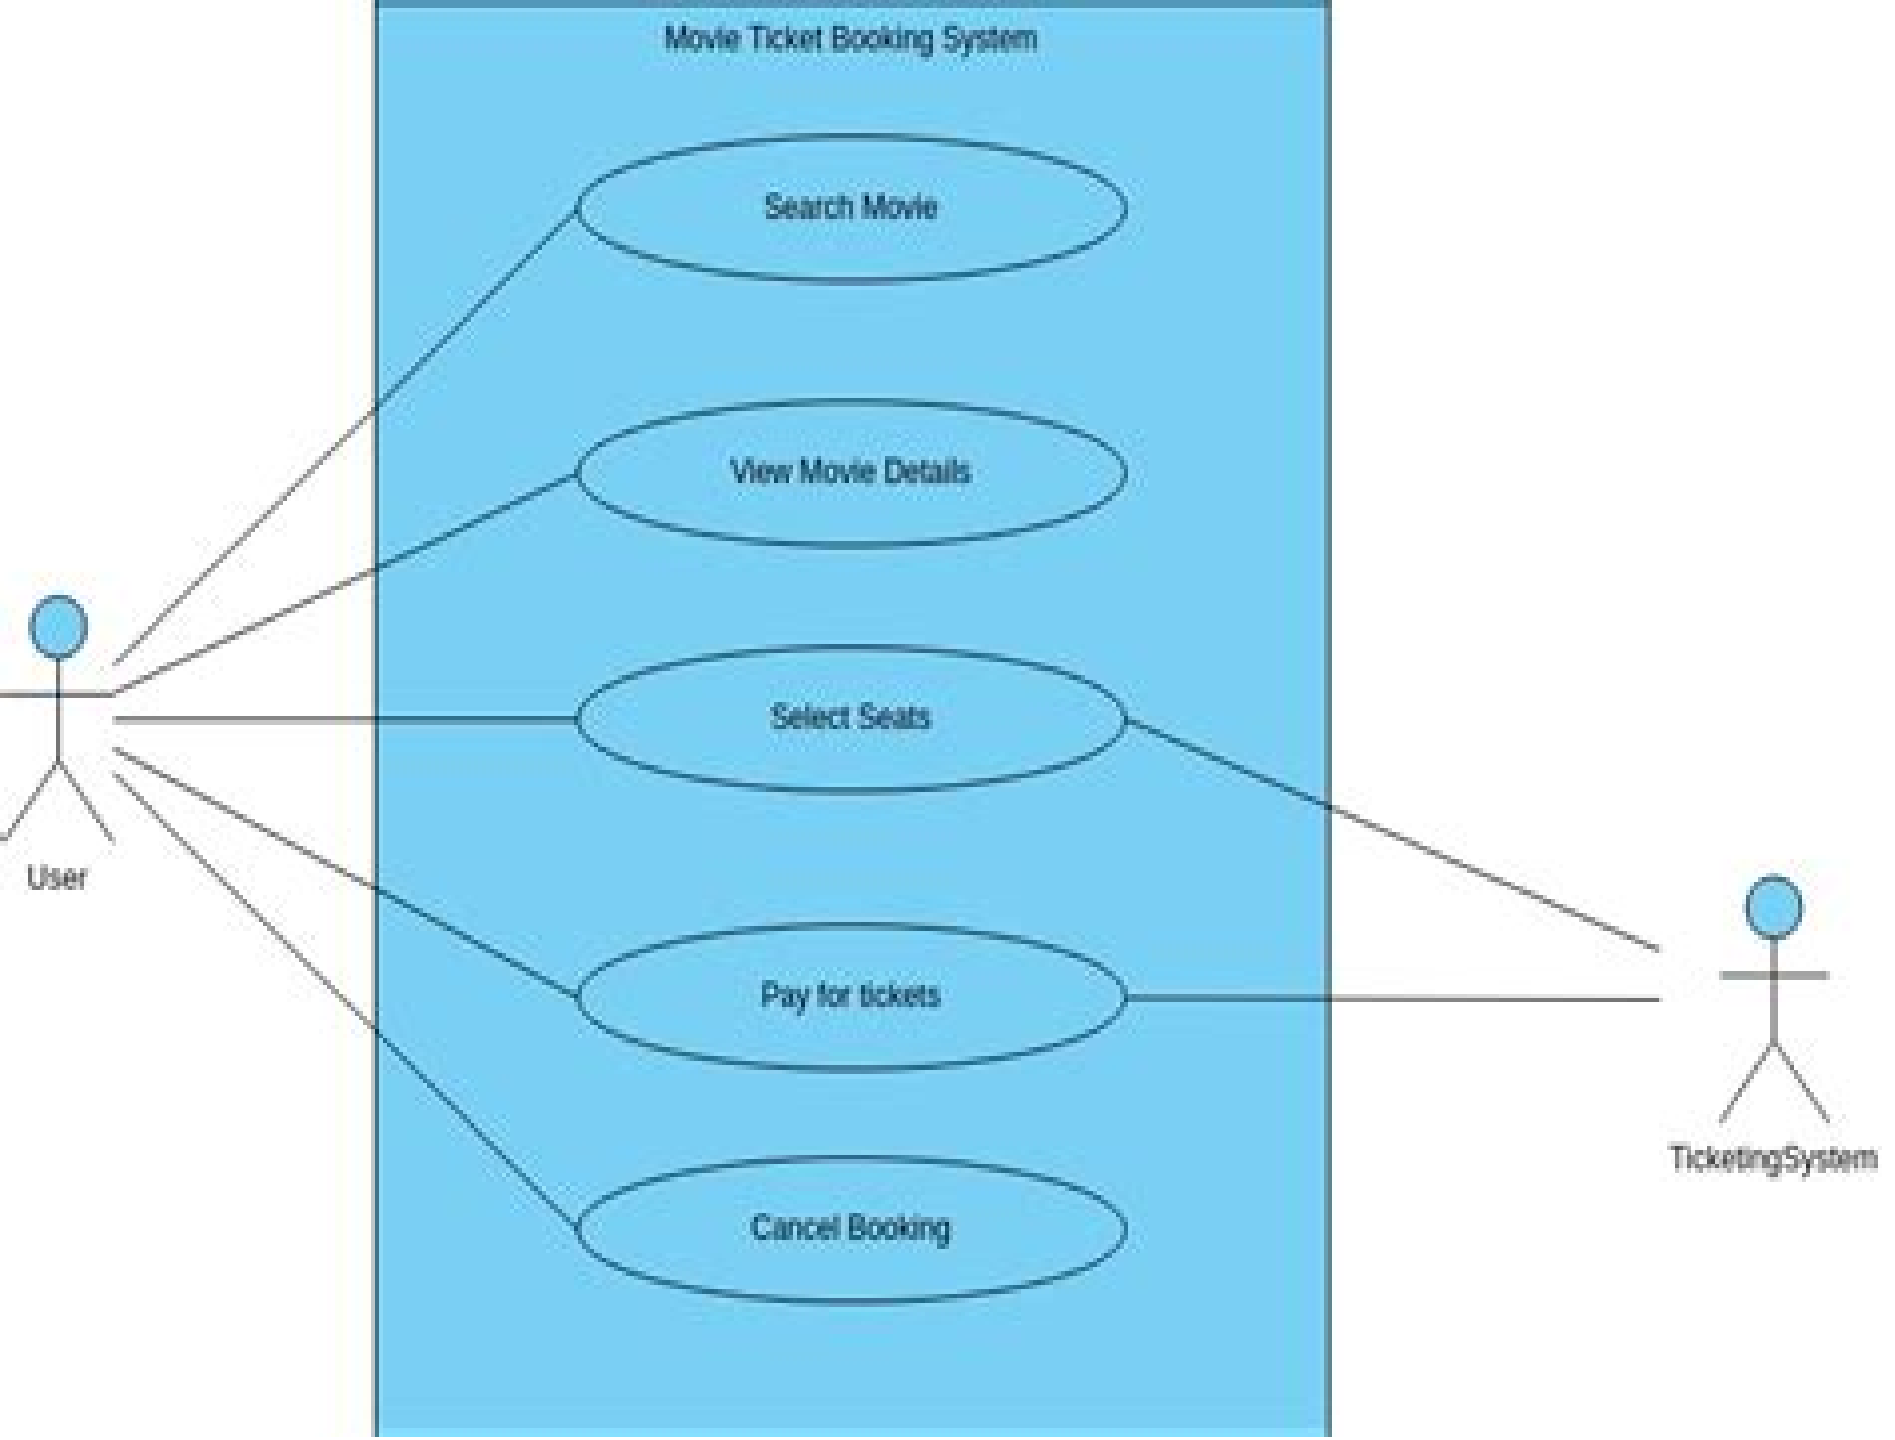 Movie Ticket Booking System
Search Movie
View Movie Details
Select Seats
User
Pay for tickets
TicketingSystem
Cancel Booking